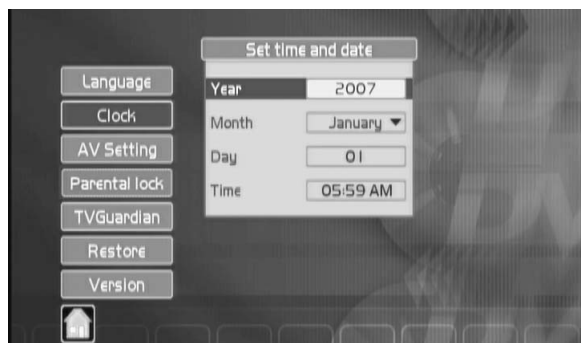 Set time and date
Language
Year 2007
Clock
Month January
AV Setting
Day 01
Parental lock
Time 05:59 AM
TVGuardian
Restore
Version